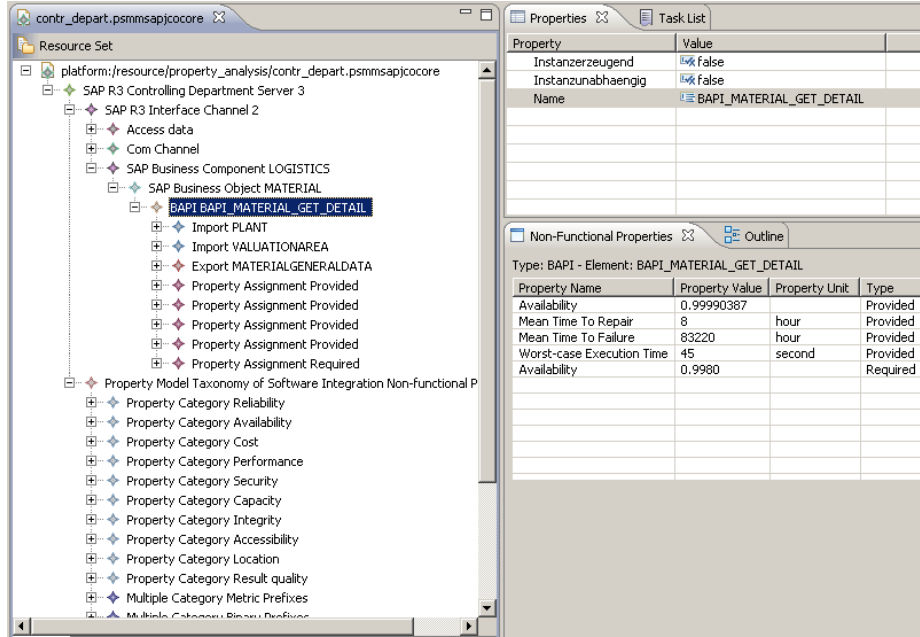 contr_depart.psmmsapjcocore
Resource Set
platform:/resource/property_analysis/contr_depart.psmmsapjcocore
SAP R3 Controlling Department Server 3
SAP R3 Interface Channel 2
Access data
Com Channel
SAP Business Component LOGISTICS
SAP Business Object MATERIAL
BAPI BAPI_MATERIAL_GET_DETAIL
Import PLANT
Import VALUATIONAREA
Export MATERIALGENERALDATA
Property Assignment Provided
Property Assignment Provided
Property Assignment Provided
Property Assignment Provided
Property Assignment Required
Property Model Taxonomy of Software Integration Non-functional P
Property Category Reliability
Property Category Availability
Property Category Cost
Property Category Performance
Property Category Security
Property Category Capacity
Property Category Integrity
Property Category Accessibility
Property Category Location
Property Category Result quality
Multiple Category Metric Prefixes
Multiple Category Binary Prefixes
Properties Task List
Property Value
Instanzerzeugend false
Instanzunabhaengig false
Name BAPI_MATERIAL_GET_DETAIL
Non-Functional Properties Outline
Type: BAPI - Element: BAPI_MATERIAL_GET_DETAIL
Property Name Property Value Property Unit Type
Availability 0.99990387 Provided
Mean Time To Repair 8 hour Provided
Mean Time To Failure 83220 hour Provided
Worst-case Execution Time 45 second Provided
Availability 0.9980 Required